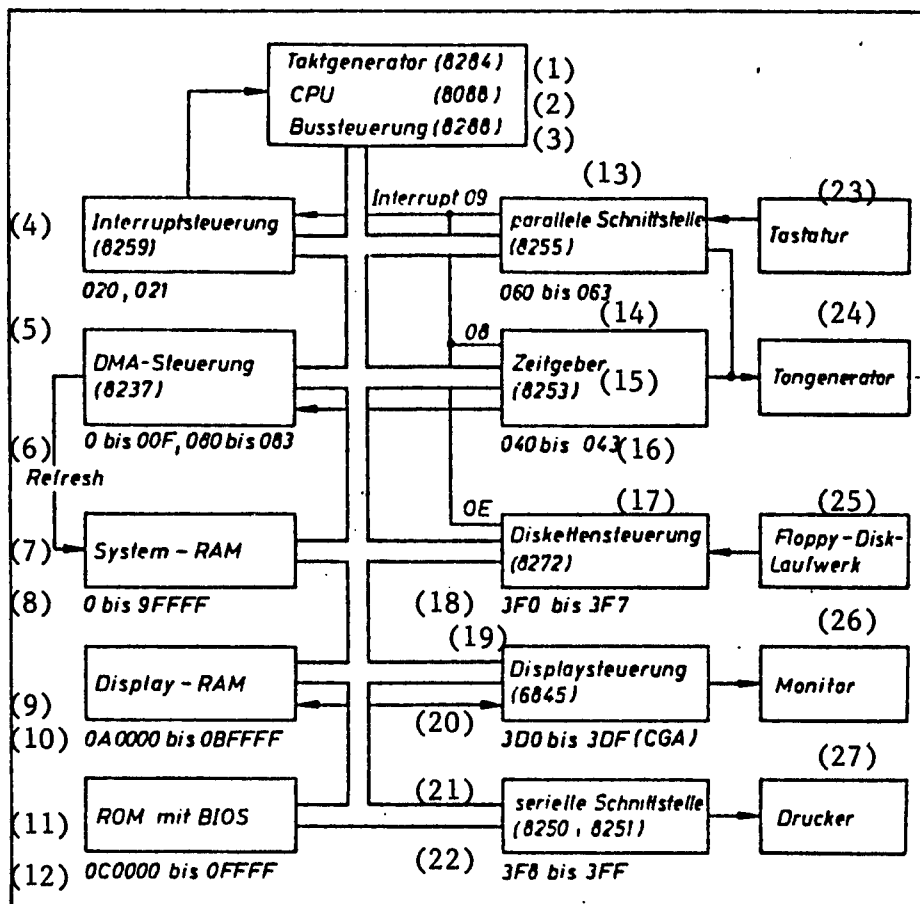 Taktgenerator (8284) (1)
CPU (8088) (2)
Bussteuerung (8288) (3)
Interrupt 09
(13)
(23)
(4)
Interruptsteuerung
(8259)
020, 021
parallele Schnittstelle
(8255)
060 bis 063
Tastatur
(5)
DMA-Steuerung
(8237)
0 bis 00F, 080 bis 083
08
(14)
Zeitgeber
(8253) (15)
040 bis 043 (16)
(24)
Tongenerator
(6)
Refresh
(7)
System-RAM
(8) 0 bis 9FFFF
0E
(17)
Diskettensteuerung
(8272)
(18) 3F0 bis 3F7
(25)
Floppy-Disk-
Laufwerk
(19)
(26)
(9)
Display-RAM
(10) 0A0000 bis 0BFFFF
Displaysteuerung
(6845)
(20)
3D0 bis 3DF (CGA)
Monitor
(27)
(11)
ROM mit BIOS
(12) 0C0000 bis 0FFFFF
(21)
serielle Schnittstelle
(8250, 8251)
(22) 3F8 bis 3FF
Drucker